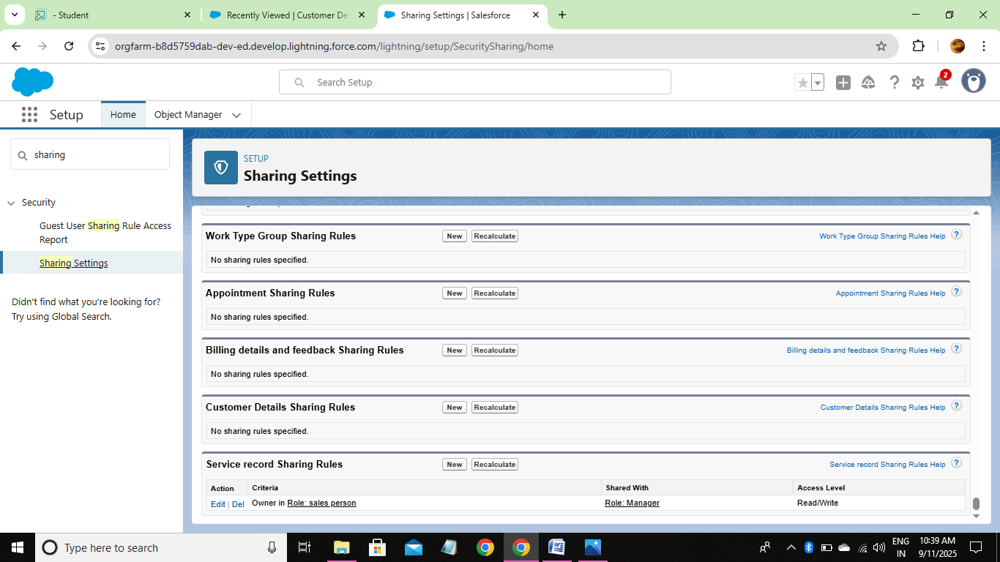 - Student
Recently Viewed | Customer De
Sharing Settings | Salesforce
orgfarm-b8d5759dab-dev-ed.develop.lightning.force.com/lightning/setup/SecuritySharing/home
Search Setup
2
Setup
Home
Object Manager
sharing
Security
Guest User Sharing Rule Access
Report
Sharing Settings
Didn't find what you're looking for?
Try using Global Search.
SETUP
Sharing Settings
Work Type Group Sharing Rules New Recalculate Work Type Group Sharing Rules Help ?
No sharing rules specified.
Appointment Sharing Rules New Recalculate Appointment Sharing Rules Help ?
No sharing rules specified.
Billing details and feedback Sharing Rules New Recalculate Billing details and feedback Sharing Rules Help ?
No sharing rules specified.
Customer Details Sharing Rules New Recalculate Customer Details Sharing Rules Help ?
No sharing rules specified.
Service record Sharing Rules New Recalculate Service record Sharing Rules Help ?
Action Criteria Shared With Access Level
Edit | Del Owner in Role: sales person Role: Manager Read/Write
Type here to search
ENG
IN
10:39 AM
9/11/2025